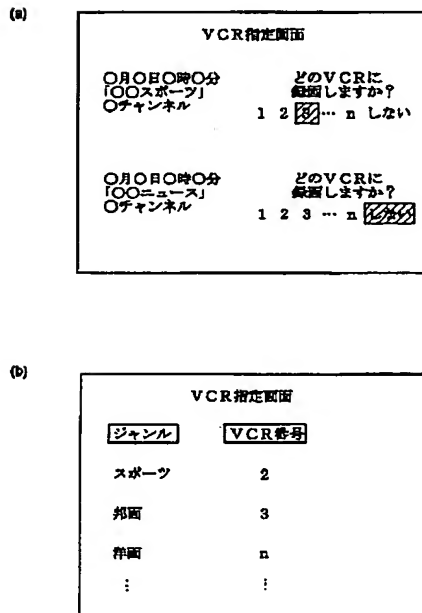 (a)
VCR指定画面
○月○日○時○分
「○○スポーツ」
○チャンネル
どのVCRに
録画しますか?
1 2 3 … n しない
○月○日○時○分
「○○ニュース」
○チャンネル
どのVCRに
録画しますか?
1 2 3 … n しない
(b)
VCR指定画面
ジャンル VCR番号
スポーツ 2
邦画 3
洋画 n
⋮ ⋮